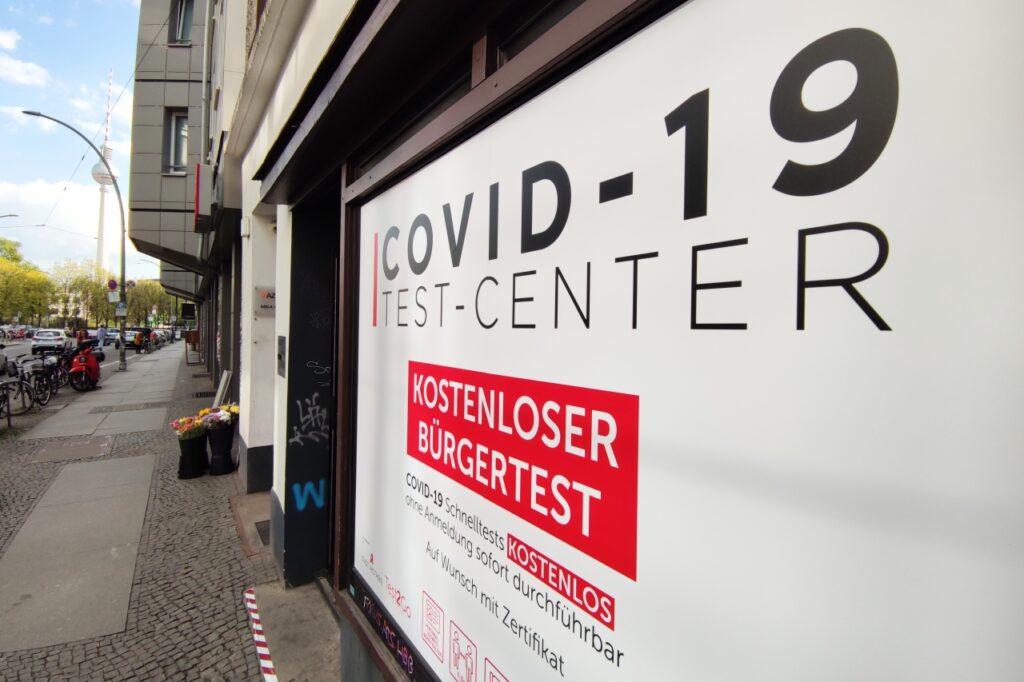 COVID-19
TEST-CENTER
KOSTENLOSER
BÜRGERTEST
COVID-19 Schnelltests KOSTENLOS
ohne Anmeldung sofort durchführbar
Auf Wunsch mit Zertifikat
Test2Go
W